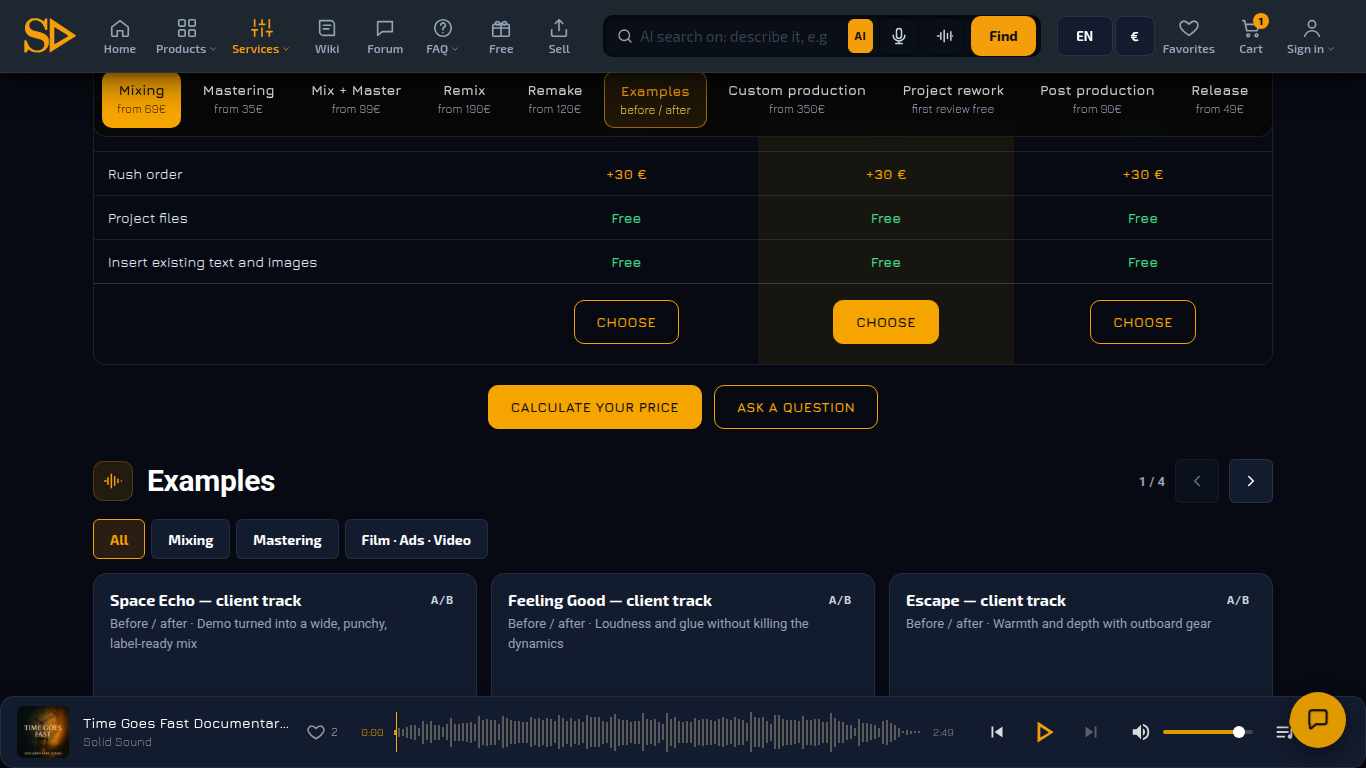 Home
Products
Services
Wiki
Forum
FAQ
Free
Sell
AI search on: describe it, e.g
AI
Find
EN
€
Favorites
1
Cart
Sign in
Mixing
from 69€
Mastering
from 35€
Mix + Master
from 99€
Remix
from 190€
Remake
from 120€
Examples
before / after
Custom production
from 350€
Project rework
first review free
Post production
from 90€
Release
from 49€
Rush order
+30 €
+30 €
+30 €
Project files
Free
Free
Free
Insert existing text and images
Free
Free
Free
CHOOSE
CHOOSE
CHOOSE
CALCULATE YOUR PRICE
ASK A QUESTION
Examples
1 / 4
All
Mixing
Mastering
Film · Ads · Video
Space Echo — client track
A/B
Before / after · Demo turned into a wide, punchy,
label-ready mix
Feeling Good — client track
A/B
Before / after · Loudness and glue without killing the
dynamics
Escape — client track
A/B
Before / after · Warmth and depth with outboard gear
TIME GOES
FAST
Time Goes Fast Documentar...
Solid Sound
2
0:00
2:49